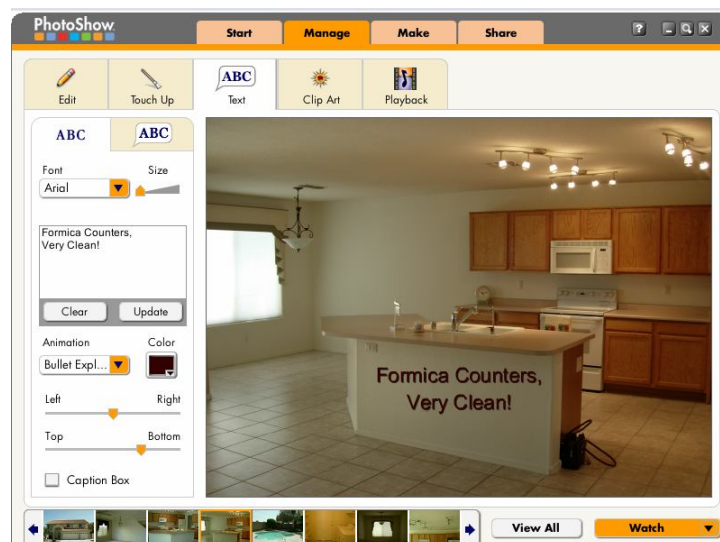 PhotoShow
Start
Manage
Make
Share
?
Edit
Touch Up
ABC
Text
Clip Art
Playback
ABC
ABC
Font
Size
Arial
Formica Counters,
Very Clean!
Clear
Update
Animation
Color
Bullet Expl...
Left
Right
Top
Bottom
Caption Box
Formica Counters,
Very Clean!
View All
Watch